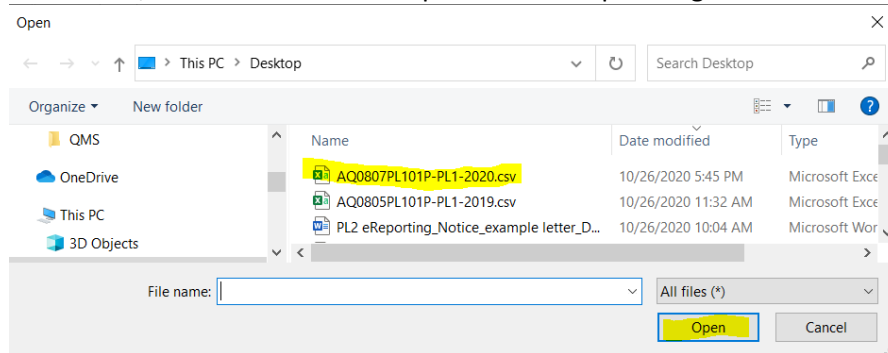 Open
This PC > Desktop
Search Desktop
Organize
New folder
QMS
OneDrive
This PC
3D Objects
Name
Date modified
Type
AQ0807PL101P-PL1-2020.csv
10/26/2020 5:45 PM
Microsoft Exce
AQ0805PL101P-PL1-2019.csv
10/26/2020 11:32 AM
Microsoft Exce
PL2 eReporting_Notice_example letter_D...
10/26/2020 10:04 AM
Microsoft Wor
File name:
All files (*)
Open
Cancel